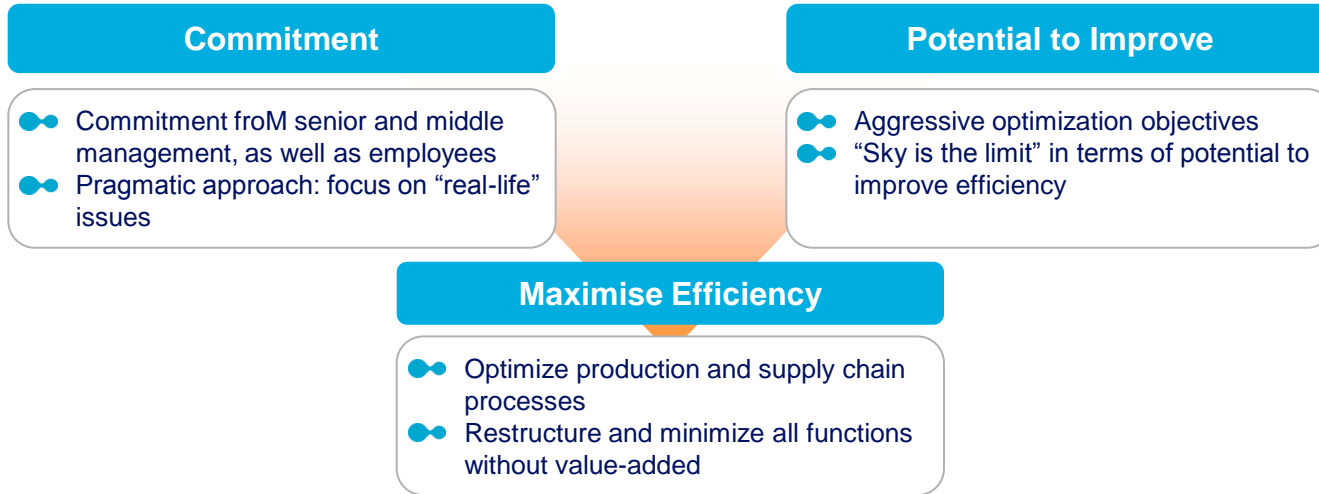 Commitment
Commitment froM senior and middle
management, as well as employees
Pragmatic approach: focus on “real-life”
issues
Potential to Improve
Aggressive optimization objectives
“Sky is the limit” in terms of potential to
improve efficiency
Maximise Efficiency
Optimize production and supply chain
processes
Restructure and minimize all functions
without value-added